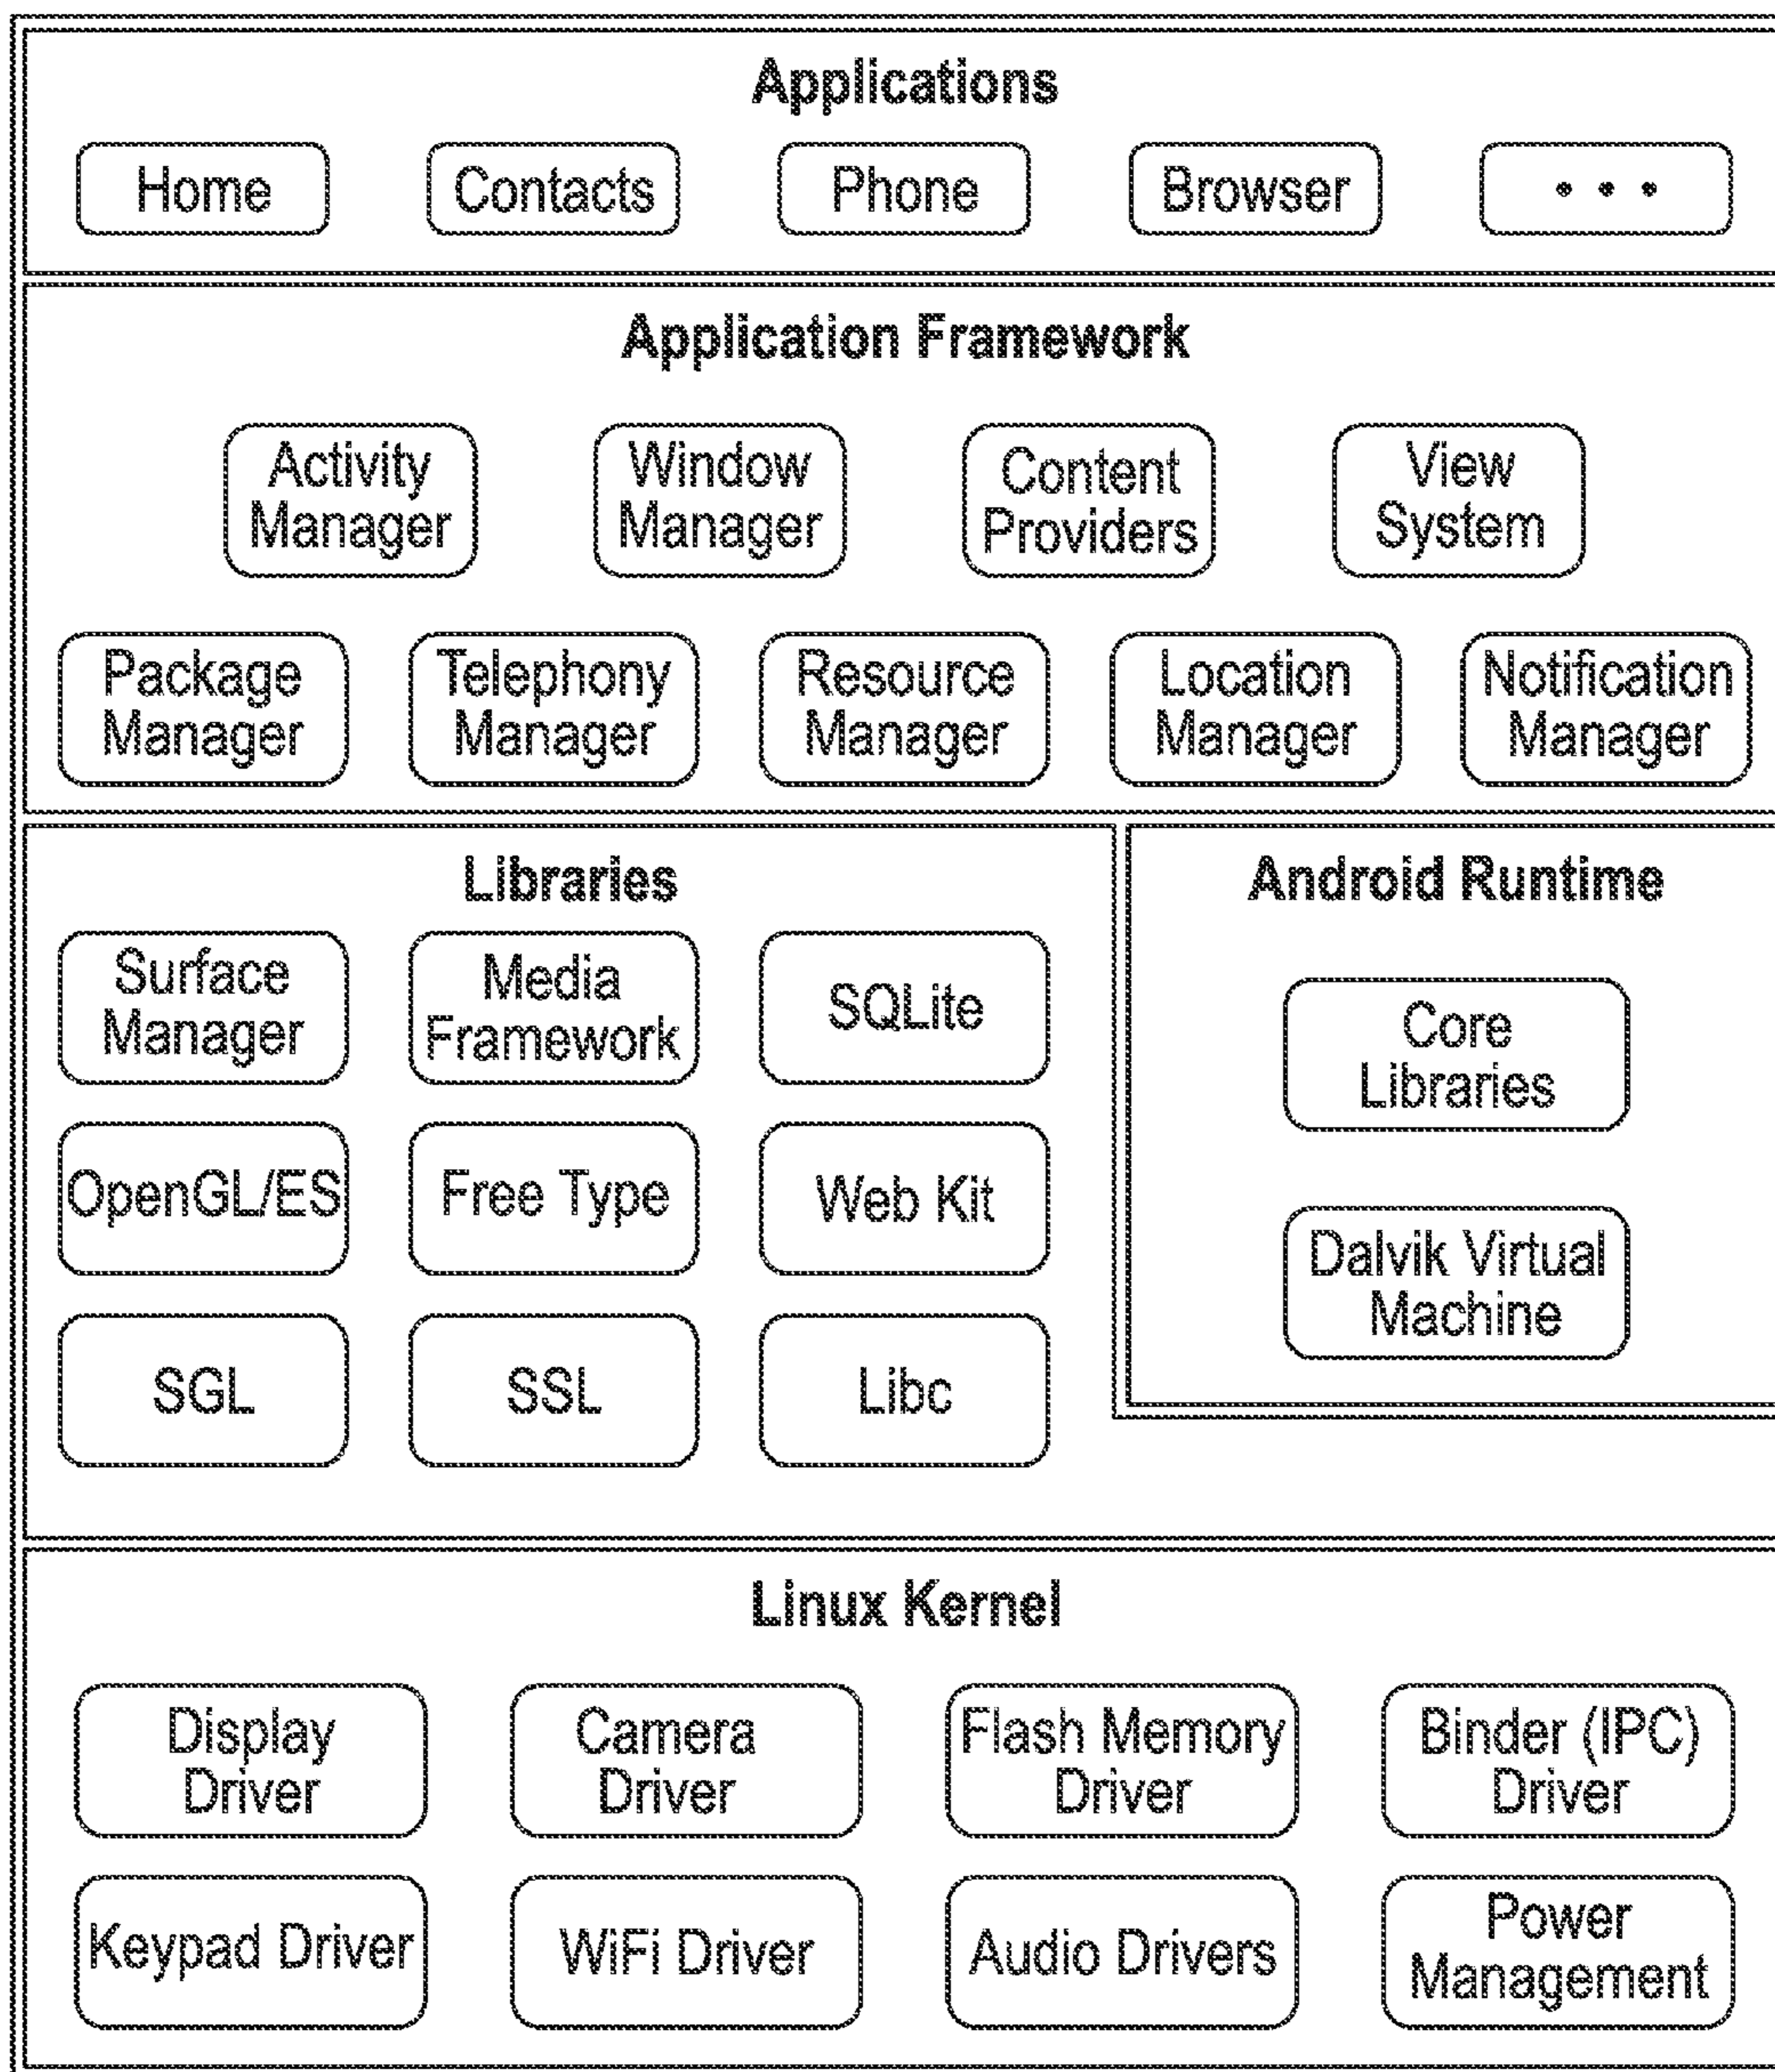 Applications
Home Contacts Phone Browser • • •
Application Framework
Activity
Manager
Window
Manager
Content
Providers
View
System
Package
Manager
Telephony
Manager
Resource
Manager
Location
Manager
Notification
Manager
Libraries
Surface
Manager
Media
Framework
SQLite
OpenGL/ES
Free Type
Web Kit
SGL
SSL
Libc
Android Runtime
Core
Libraries
Dalvik Virtual
Machine
Linux Kernel
Display
Driver
Camera
Driver
Flash Memory
Driver
Binder (IPC)
Driver
Keypad Driver
WiFi Driver
Audio Drivers
Power
Management